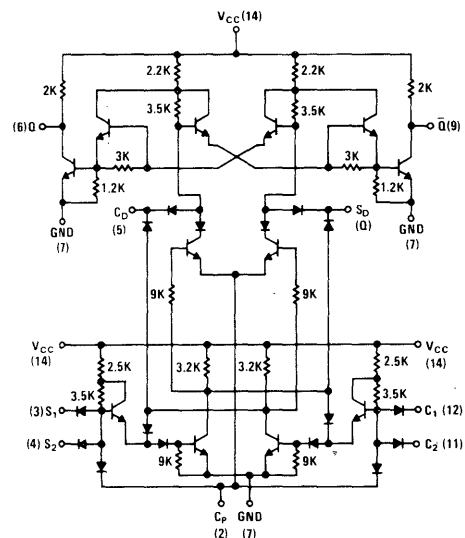 VCC (14)
2.2K 2.2K
2K 3.5K 3.5K 2K
(6) Q Q̅ (9)
3K 3K
1.2K 1.2K
GND CD SD GND
(7) (5) (Q) (7)
9K 9K
VCC VCC
(14) 2.5K 3.2K 3.2K 2.5K (14)
3.5K 3.5K
(3) S1 C1 (12)
(4) S2 C2 (11)
9K 9K
CP GND
(2) (7)